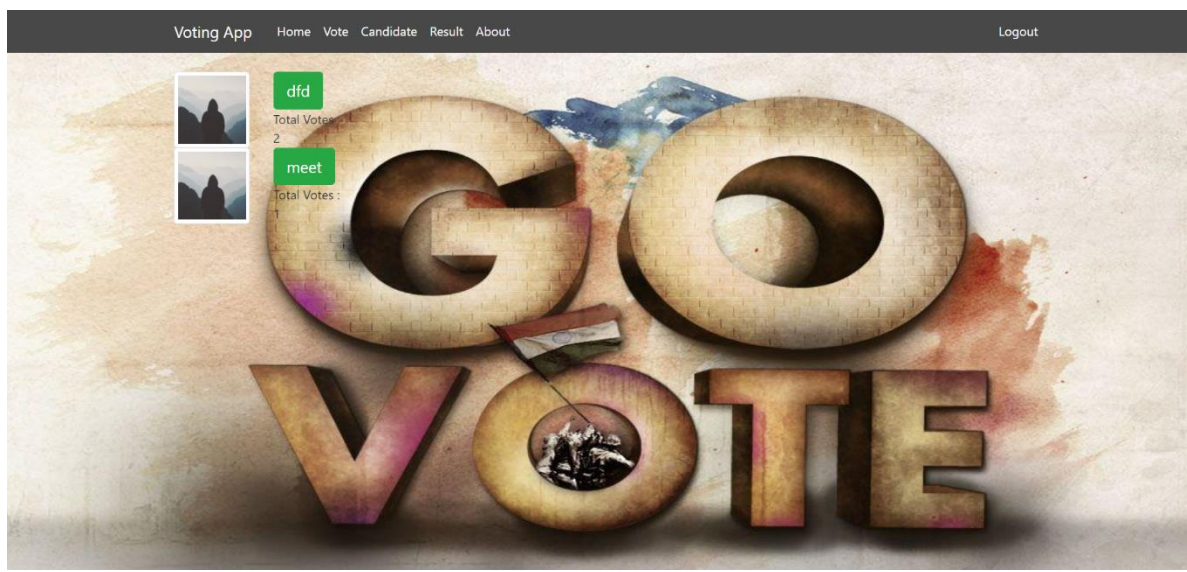 Voting App Home Vote Candidate Result About Logout
dfd
Total Votes :
2
meet
Total Votes :
1
GO
VOTE